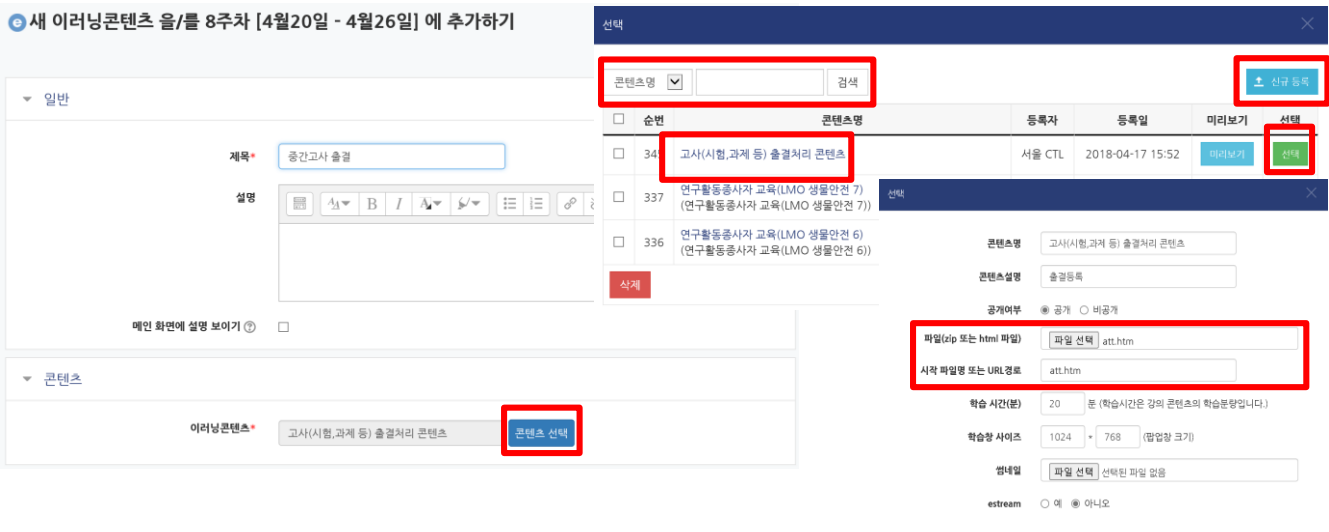 새 이러닝콘텐츠 을/를 8주차 [4월20일 - 4월26일] 에 추가하기
일반
제목*
중간고사 출결
설명
B I
메인 화면에 설명 보이기
콘텐츠
이러닝콘텐츠*
고사(시험,과제 등) 출결처리 콘텐츠
콘텐츠 선택
선택
콘텐츠명
검색
신규 등록
순번 콘텐츠명 등록자 등록일 미리보기 선택
고사(시험,과제 등) 출결처리 콘텐츠 서울 CTL 2018-04-17 15:52 미리보기 선택
337 연구활동종사자 교육(LMO 생물안전 7)
(연구활동종사자 교육(LMO 생물안전 7))
336 연구활동종사자 교육(LMO 생물안전 6)
(연구활동종사자 교육(LMO 생물안전 6))
삭제
선택
콘텐츠명 고사(시험,과제 등) 출결처리 콘텐츠
콘텐츠설명 출결등록
공개여부 공개 비공개
파일(zip 또는 html 파일) 파일 선택 att.htm
시작 파일명 또는 URL경로 att.htm
학습 시간(분) 20 분 (학습시간은 강의 콘텐츠의 학습분량입니다.)
학습창 사이즈 1024 * 768 (팝업창 크기)
썸네일 파일 선택 선택된 파일 없음
estream 예 아니오